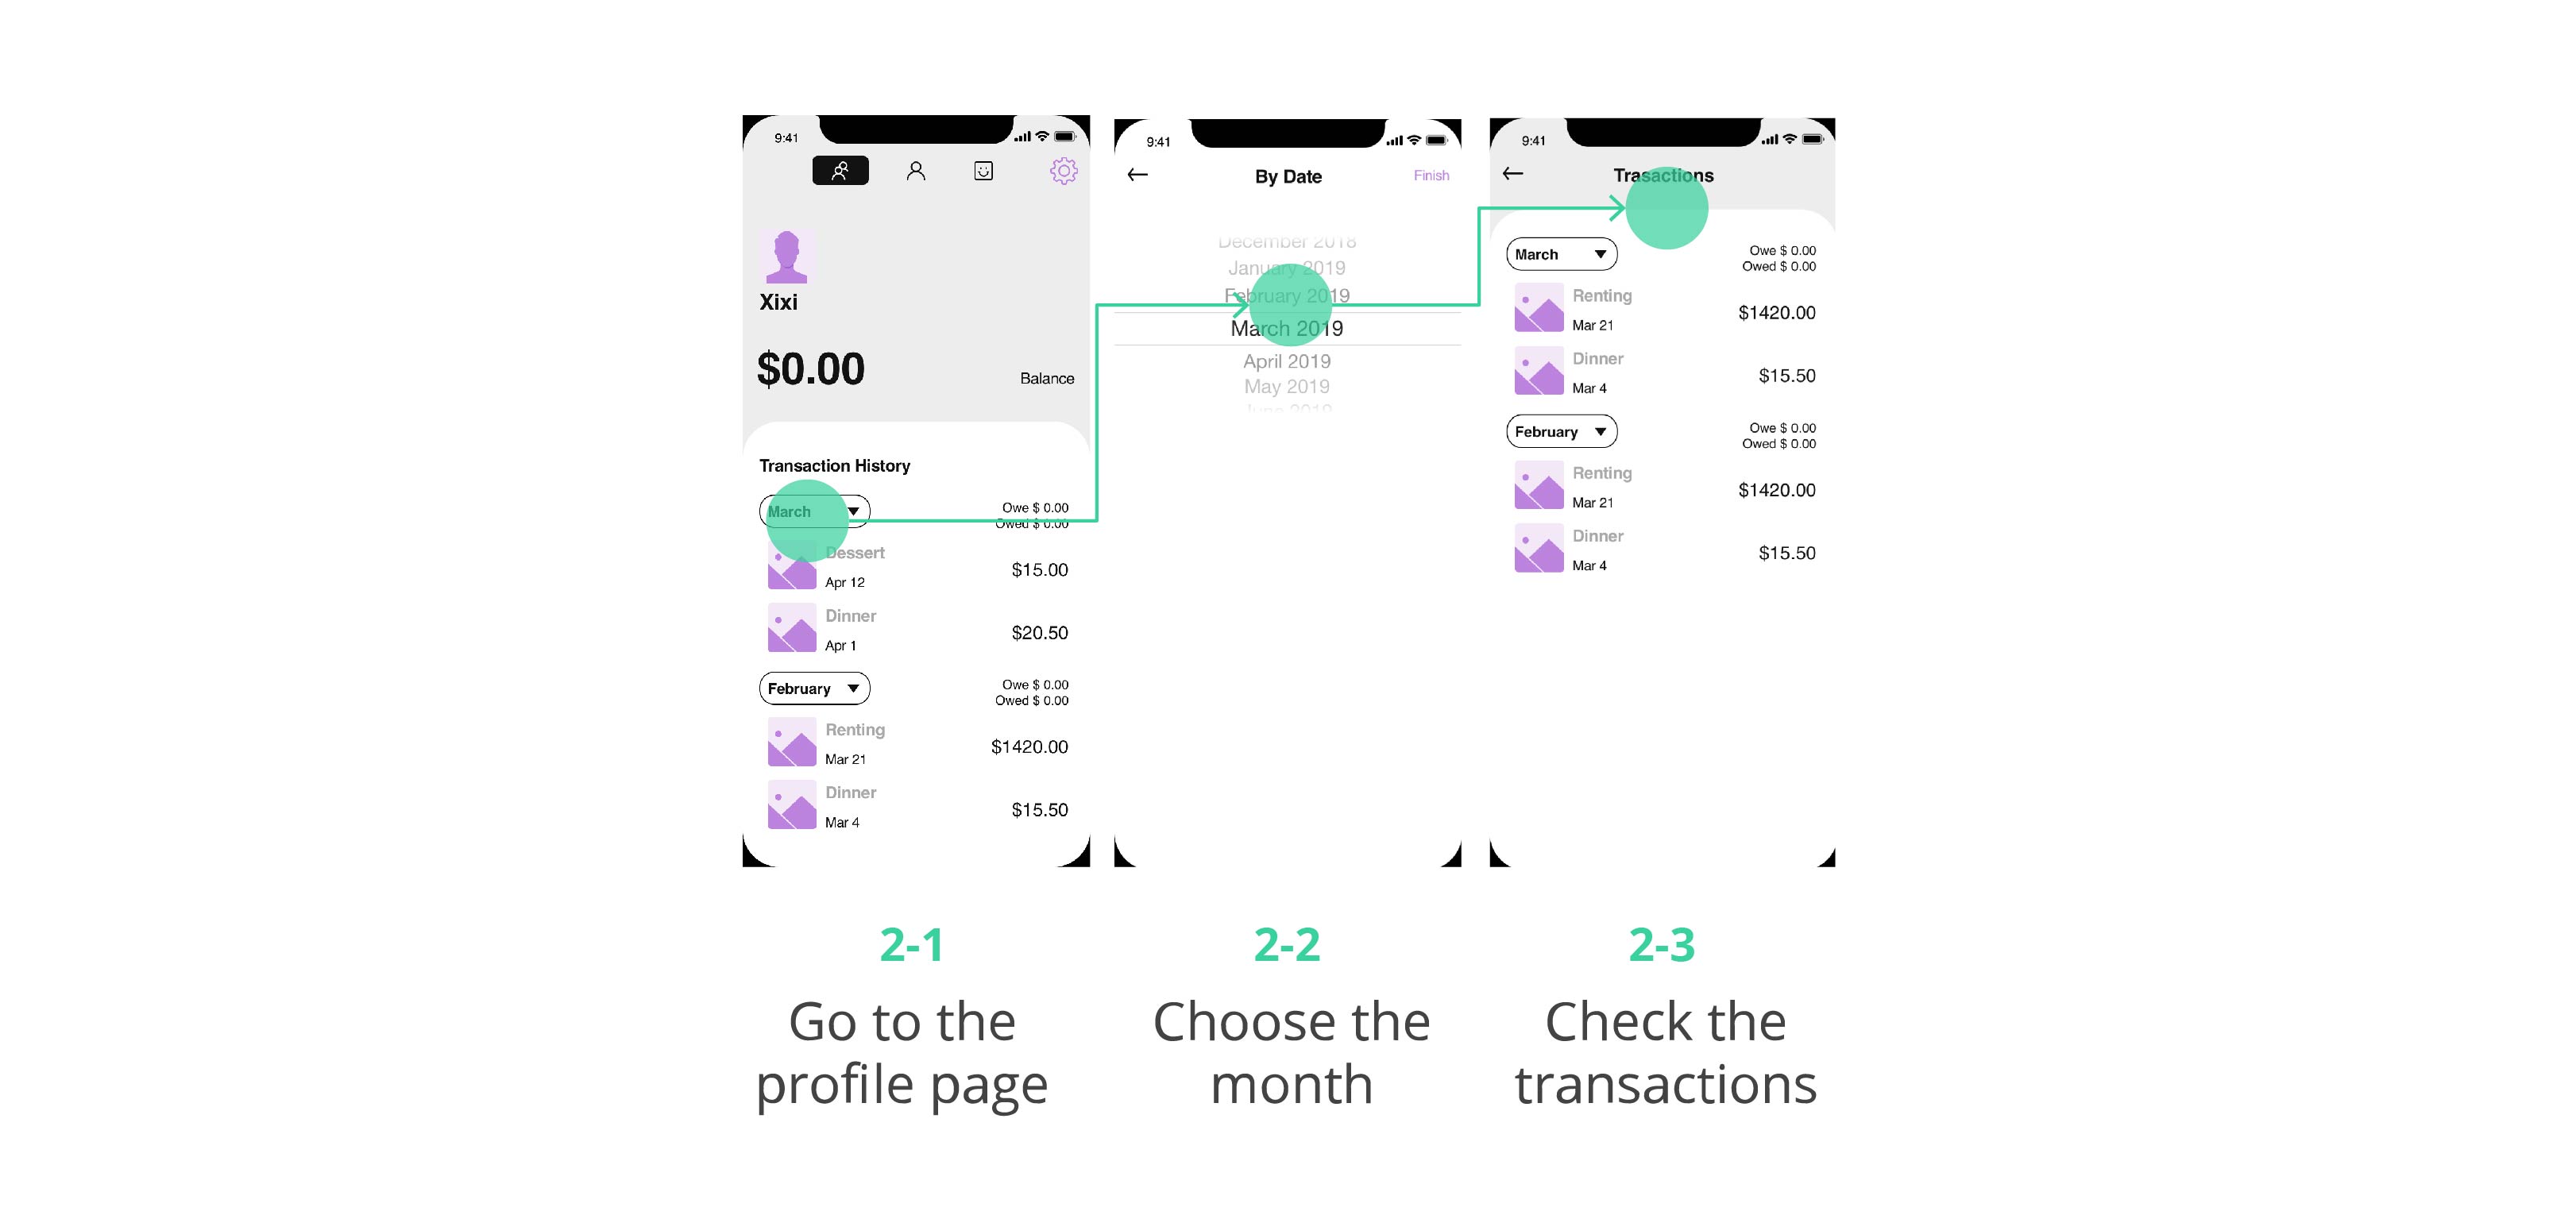 9:41
Xixi
$0.00
Balance
Transaction History
March
Owe $ 0.00
Owed $ 0.00
Dessert
Apr 12
$15.00
Dinner
Apr 1
$20.50
February
Owe $ 0.00
Owed $ 0.00
Renting
Mar 21
$1420.00
Dinner
Mar 4
$15.50
2-1
Go to the
profile page
9:41
By Date
Finish
December 2018
January 2019
February 2019
March 2019
April 2019
May 2019
June 2019
2-2
Choose the
month
9:41
Trasactions
March
Owe $ 0.00
Owed $ 0.00
Renting
Mar 21
$1420.00
Dinner
Mar 4
$15.50
February
Owe $ 0.00
Owed $ 0.00
Renting
Mar 21
$1420.00
Dinner
Mar 4
$15.50
2-3
Check the
transactions